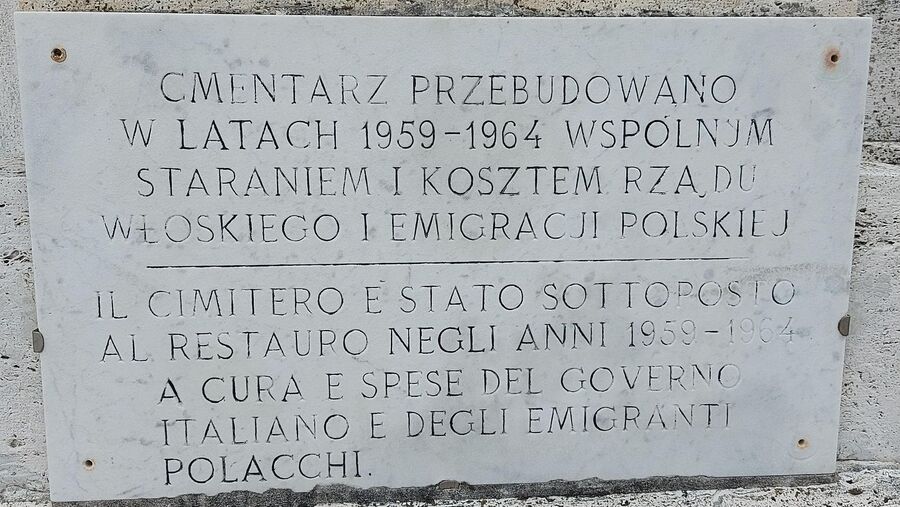 CMENTARZ PRZEBUDOWANO
W LATACH 1959-1964 WSPÓLNYM
STARANIEM I KOSZTEM RZĄDU
WŁOSKIEGO I EMIGRACJI POLSKIEJ
IL CIMITERO E STATO SOTTOPOSTO
AL RESTAURO NEGLI ANNI 1959-1964
A CURA E SPESE DEL GOVERNO
ITALIANO E DEGLI EMIGRANTI
POLACCHI.